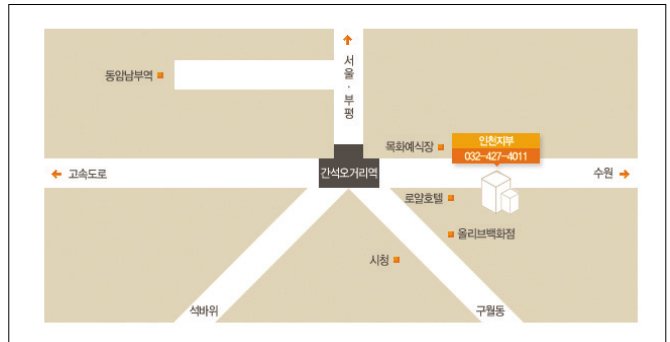 서울·부평
동암남부역
목화예식장
인천지부
032-427-4011
고속도로
간석오거리역
수원
로얄호텔
올리브백화점
시청
석바위
구월동